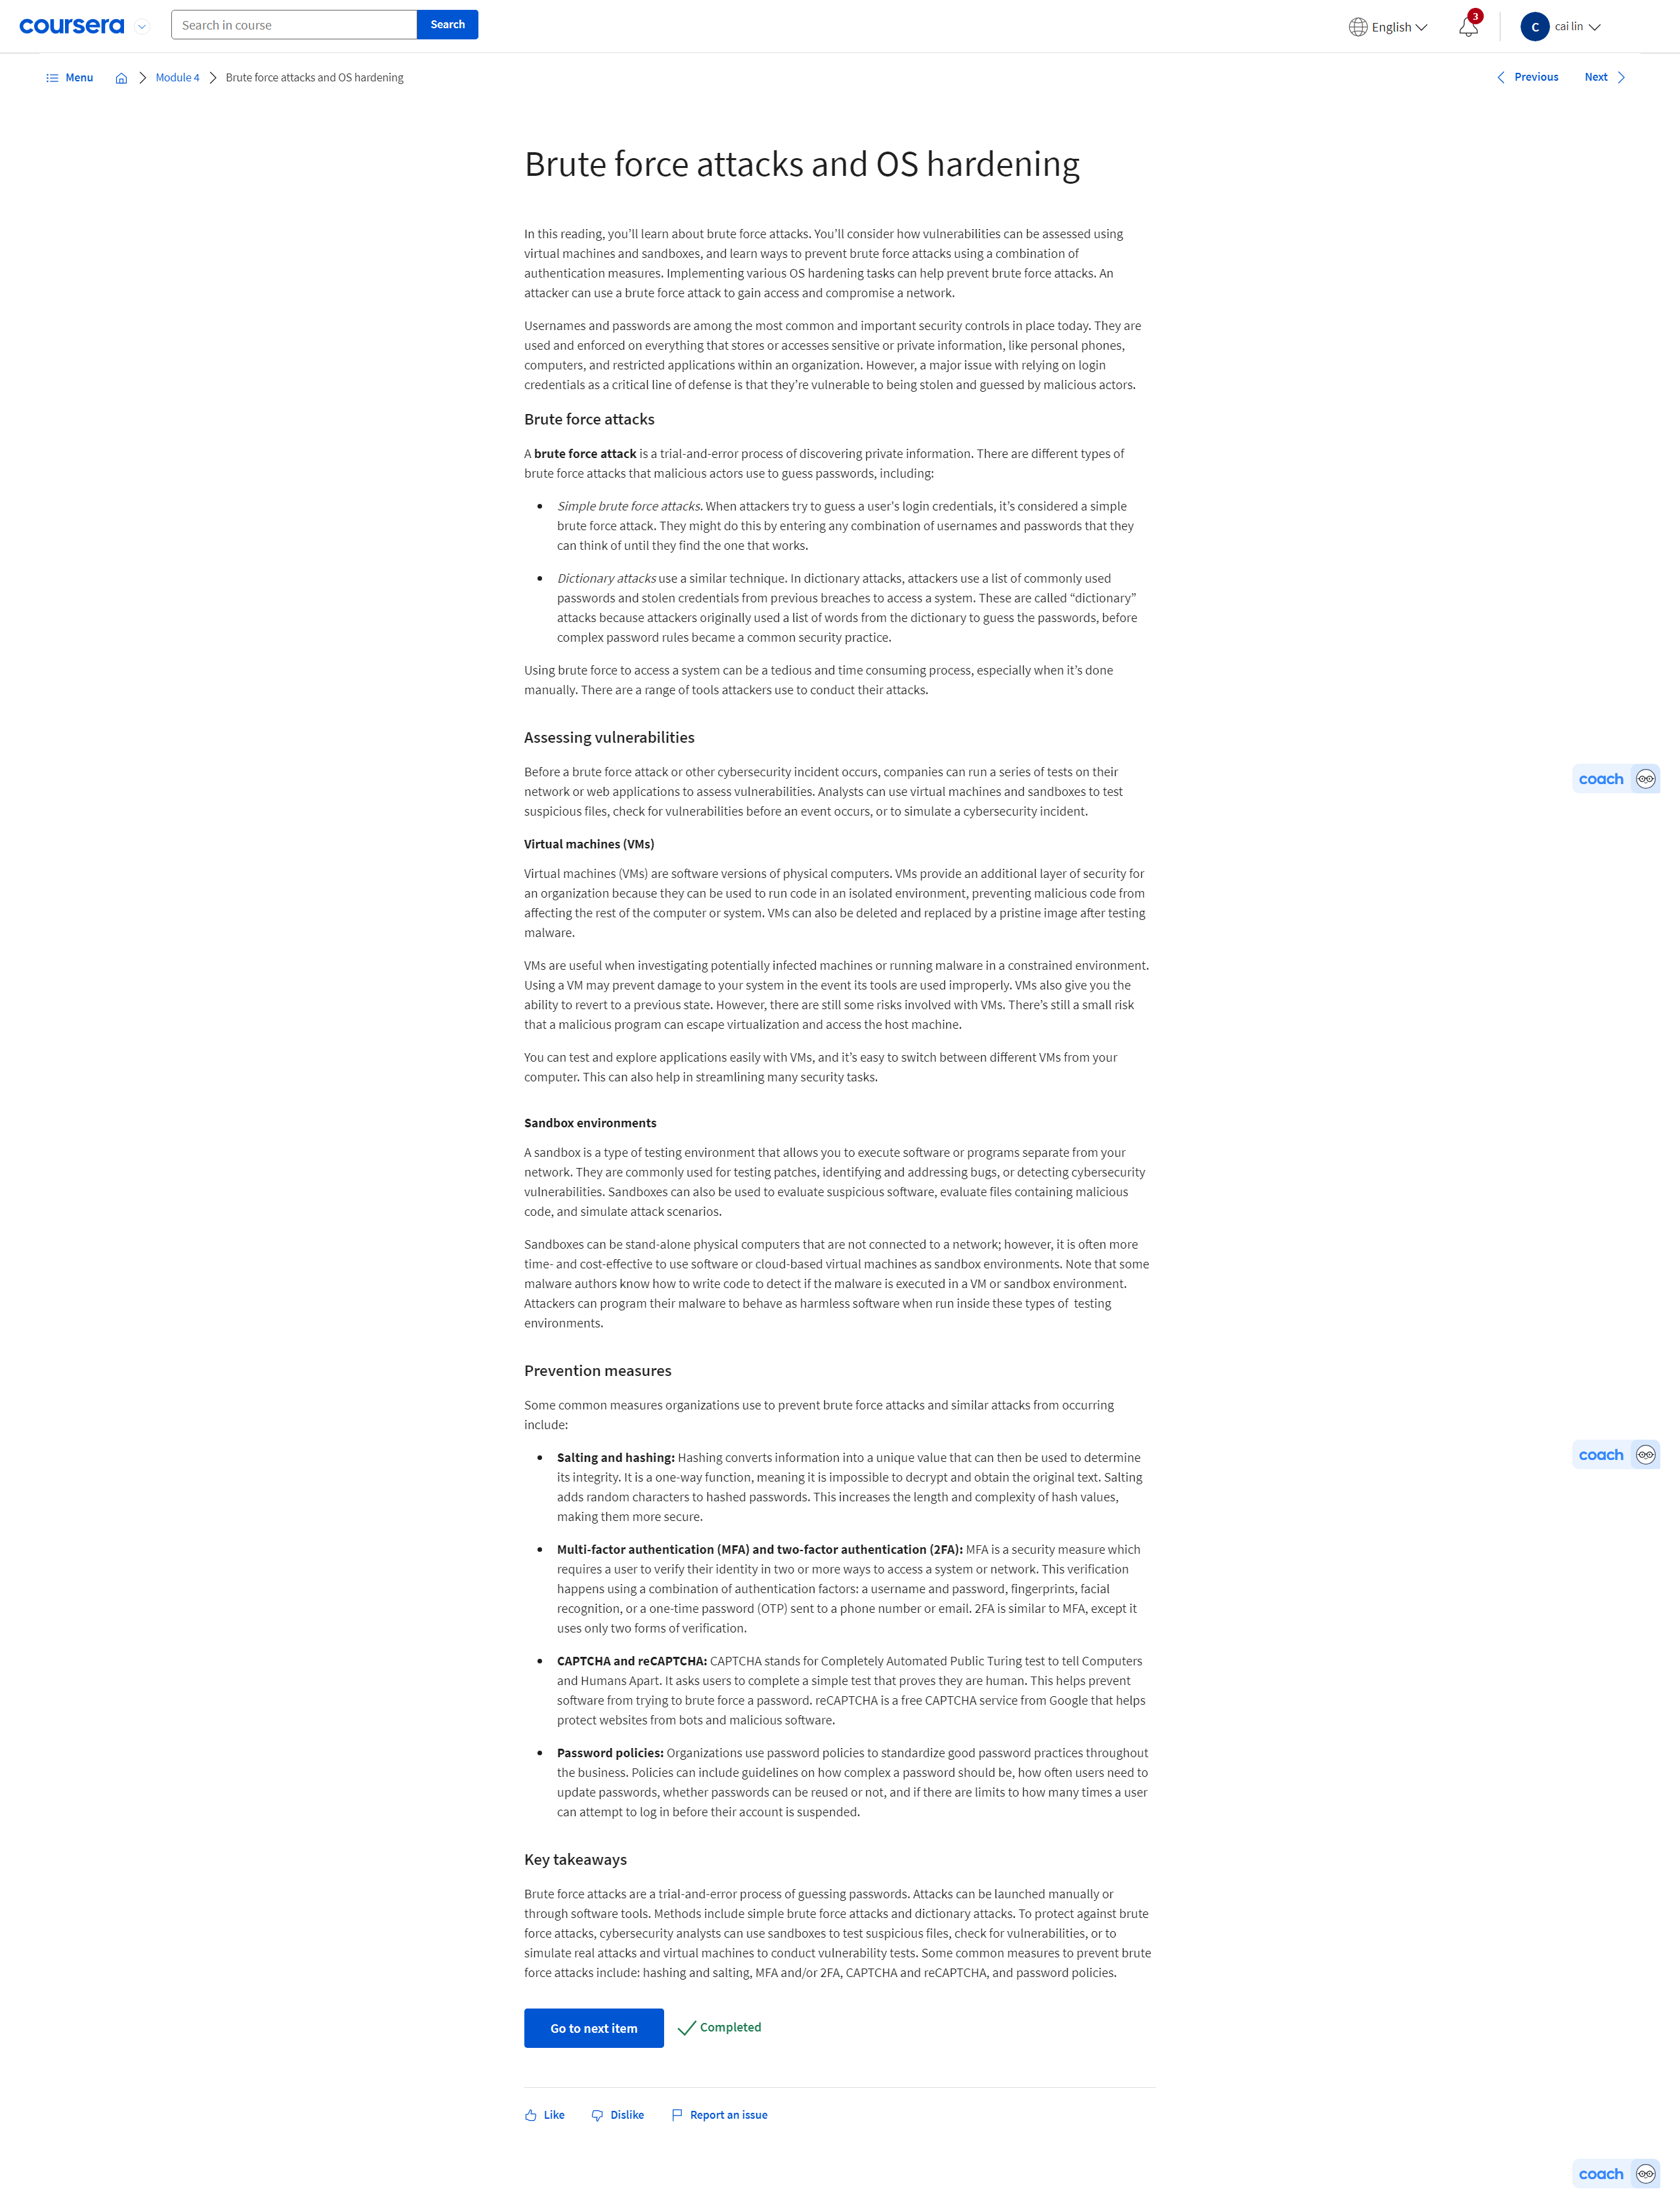 coursera
Search in course
Search
English
3
C
cai lin
Menu
Module 4
Brute force attacks and OS hardening
Previous
Next
Brute force attacks and OS hardening
In this reading, you’ll learn about brute force attacks. You’ll consider how vulnerabilities can be assessed using
virtual machines and sandboxes, and learn ways to prevent brute force attacks using a combination of
authentication measures. Implementing various OS hardening tasks can help prevent brute force attacks. An
attacker can use a brute force attack to gain access and compromise a network.
Usernames and passwords are among the most common and important security controls in place today. They are
used and enforced on everything that stores or accesses sensitive or private information, like personal phones,
computers, and restricted applications within an organization. However, a major issue with relying on login
credentials as a critical line of defense is that they’re vulnerable to being stolen and guessed by malicious actors.
Brute force attacks
A brute force attack is a trial-and-error process of discovering private information. There are different types of
brute force attacks that malicious actors use to guess passwords, including:
Simple brute force attacks. When attackers try to guess a user's login credentials, it’s considered a simple
brute force attack. They might do this by entering any combination of usernames and passwords that they
can think of until they find the one that works.
Dictionary attacks use a similar technique. In dictionary attacks, attackers use a list of commonly used
passwords and stolen credentials from previous breaches to access a system. These are called “dictionary”
attacks because attackers originally used a list of words from the dictionary to guess the passwords, before
complex password rules became a common security practice.
Using brute force to access a system can be a tedious and time consuming process, especially when it’s done
manually. There are a range of tools attackers use to conduct their attacks.
Assessing vulnerabilities
Before a brute force attack or other cybersecurity incident occurs, companies can run a series of tests on their
network or web applications to assess vulnerabilities. Analysts can use virtual machines and sandboxes to test
suspicious files, check for vulnerabilities before an event occurs, or to simulate a cybersecurity incident.
coach
Virtual machines (VMs)
Virtual machines (VMs) are software versions of physical computers. VMs provide an additional layer of security for
an organization because they can be used to run code in an isolated environment, preventing malicious code from
affecting the rest of the computer or system. VMs can also be deleted and replaced by a pristine image after testing
malware.
VMs are useful when investigating potentially infected machines or running malware in a constrained environment.
Using a VM may prevent damage to your system in the event its tools are used improperly. VMs also give you the
ability to revert to a previous state. However, there are still some risks involved with VMs. There’s still a small risk
that a malicious program can escape virtualization and access the host machine.
You can test and explore applications easily with VMs, and it’s easy to switch between different VMs from your
computer. This can also help in streamlining many security tasks.
Sandbox environments
A sandbox is a type of testing environment that allows you to execute software or programs separate from your
network. They are commonly used for testing patches, identifying and addressing bugs, or detecting cybersecurity
vulnerabilities. Sandboxes can also be used to evaluate suspicious software, evaluate files containing malicious
code, and simulate attack scenarios.
Sandboxes can be stand-alone physical computers that are not connected to a network; however, it is often more
time- and cost-effective to use software or cloud-based virtual machines as sandbox environments. Note that some
malware authors know how to write code to detect if the malware is executed in a VM or sandbox environment.
Attackers can program their malware to behave as harmless software when run inside these types of testing
environments.
Prevention measures
Some common measures organizations use to prevent brute force attacks and similar attacks from occurring
include:
Salting and hashing: Hashing converts information into a unique value that can then be used to determine
its integrity. It is a one-way function, meaning it is impossible to decrypt and obtain the original text. Salting
adds random characters to hashed passwords. This increases the length and complexity of hash values,
making them more secure.
coach
Multi-factor authentication (MFA) and two-factor authentication (2FA): MFA is a security measure which
requires a user to verify their identity in two or more ways to access a system or network. This verification
happens using a combination of authentication factors: a username and password, fingerprints, facial
recognition, or a one-time password (OTP) sent to a phone number or email. 2FA is similar to MFA, except it
uses only two forms of verification.
CAPTCHA and reCAPTCHA: CAPTCHA stands for Completely Automated Public Turing test to tell Computers
and Humans Apart. It asks users to complete a simple test that proves they are human. This helps prevent
software from trying to brute force a password. reCAPTCHA is a free CAPTCHA service from Google that helps
protect websites from bots and malicious software.
Password policies: Organizations use password policies to standardize good password practices throughout
the business. Policies can include guidelines on how complex a password should be, how often users need to
update passwords, whether passwords can be reused or not, and if there are limits to how many times a user
can attempt to log in before their account is suspended.
Key takeaways
Brute force attacks are a trial-and-error process of guessing passwords. Attacks can be launched manually or
through software tools. Methods include simple brute force attacks and dictionary attacks. To protect against brute
force attacks, cybersecurity analysts can use sandboxes to test suspicious files, check for vulnerabilities, or to
simulate real attacks and virtual machines to conduct vulnerability tests. Some common measures to prevent brute
force attacks include: hashing and salting, MFA and/or 2FA, CAPTCHA and reCAPTCHA, and password policies.
Go to next item
Completed
Like
Dislike
Report an issue
coach